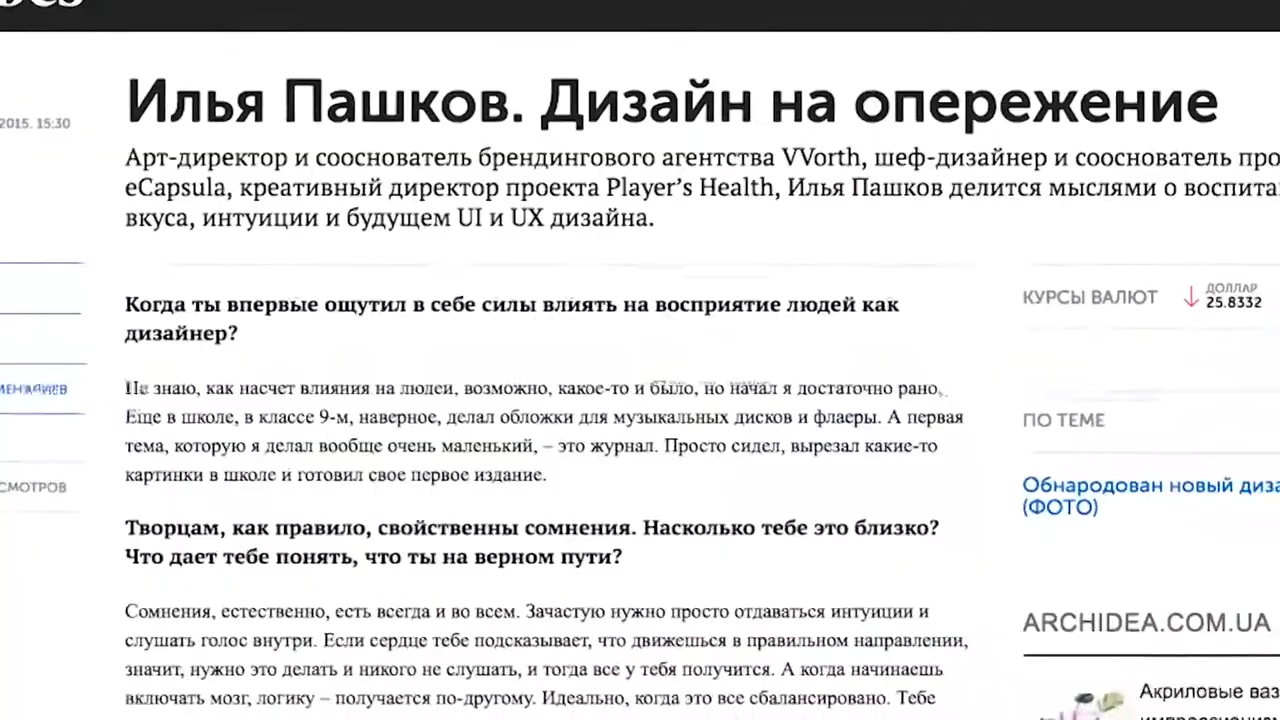 2015. 15:30
Илья Пашков. Дизайн на опережение
Арт-директор и сооснователь брендингового агентства VVorth, шеф-дизайнер и сооснователь про
eCapsula, креативный директор проекта Player’s Health, Илья Пашков делится мыслями о воспита
вкуса, интуиции и будущем UI и UX дизайна.
Когда ты впервые ощутил в себе силы влиять на восприятие людей как
дизайнер?
Не знаю, как насчет влияния на людей, возможно, какое-то и было, но начал я достаточно рано.
Еще в школе, в классе 9-м, наверное, делал обложки для музыкальных дисков и флаеры. А первая
тема, которую я делал вообще очень маленький, – это журнал. Просто сидел, вырезал какие-то
картинки в школе и готовил свое первое издание.
Творцам, как правило, свойственны сомнения. Насколько тебе это близко?
Что дает тебе понять, что ты на верном пути?
Сомнения, естественно, есть всегда и во всем. Зачастую нужно просто отдаваться интуиции и
слушать голос внутри. Если сердце тебе подсказывает, что движешься в правильном направлении,
значит, нужно это делать и никого не слушать, и тогда все у тебя получится. А когда начинаешь
включать мозг, логику – получается по-другому. Идеально, когда это все сбалансировано. Тебе
СМОТРОВ
КУРСЫ ВАЛЮТ
ДОЛЛАР
25.8332
ПО ТЕМЕ
Обнародован новый диза
(ФОТО)
ARCHIDEA.COM.UA
Акриловые ваз